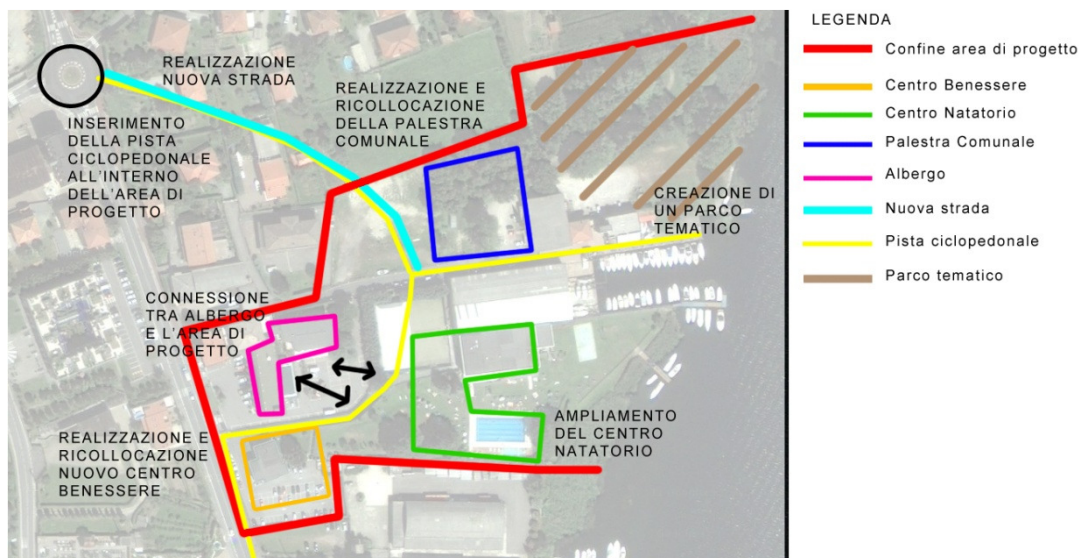 REALIZZAZIONE
NUOVA STRADA
INSERIMENTO
DELLA PISTA
CICLOPEDONALE
ALL'INTERNO
DELL'AREA DI
PROGETTO
REALIZZAZIONE E
RICOLLOCAZIONE
DELLA PALESTRA
COMUNALE
CREAZIONE DI
UN PARCO
TEMATICO
CONNESSIONE
TRA ALBERGO
E L'AREA DI
PROGETTO
REALIZZAZIONE E
RICOLLOCAZIONE
NUOVO CENTRO
BENESSERE
AMPLIAMENTO
DEL CENTRO
NATATORIO
LEGENDA
Confine area di progetto
Centro Benessere
Centro Natatorio
Palestra Comunale
Albergo
Nuova strada
Pista ciclopedonale
Parco tematico